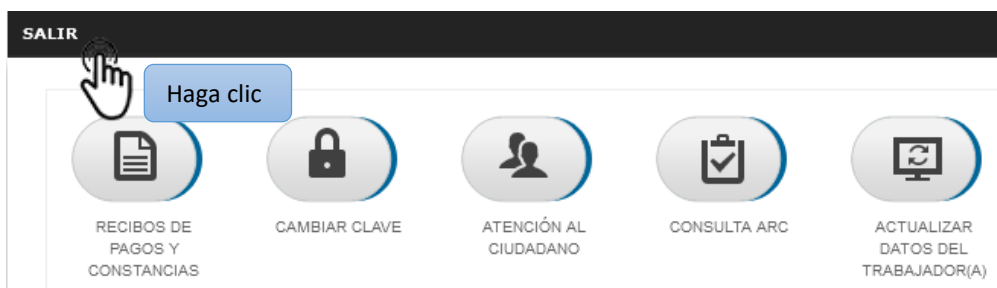 SALIR
Haga clic
RECIBOS DE
PAGOS Y
CONSTANCIAS
CAMBIAR CLAVE
ATENCIÓN AL
CIUDADANO
CONSULTA ARC
ACTUALIZAR
DATOS DEL
TRABAJADOR(A)